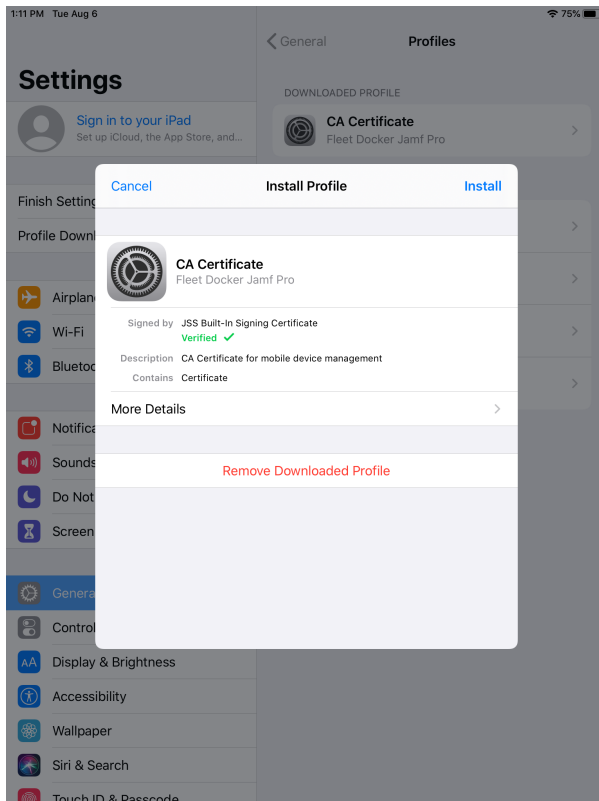 1:11 PM Tue Aug 6
75%
Settings
Sign in to your iPad
Set up iCloud, the App Store, and...
Finish Setting
Profile Downl
Airplan
Wi-Fi
Bluetoo
Notifica
Sounds
Do Not
Screen
Genera
Control
Display & Brightness
Accessibility
Wallpaper
Siri & Search
Touch ID & Passcode
General
Profiles
DOWNLOADED PROFILE
CA Certificate
Fleet Docker Jamf Pro
Cancel
Install Profile
Install
CA Certificate
Fleet Docker Jamf Pro
Signed by JSS Built-In Signing Certificate
Verified ✓
Description CA Certificate for mobile device management
Contains Certificate
More Details
Remove Downloaded Profile